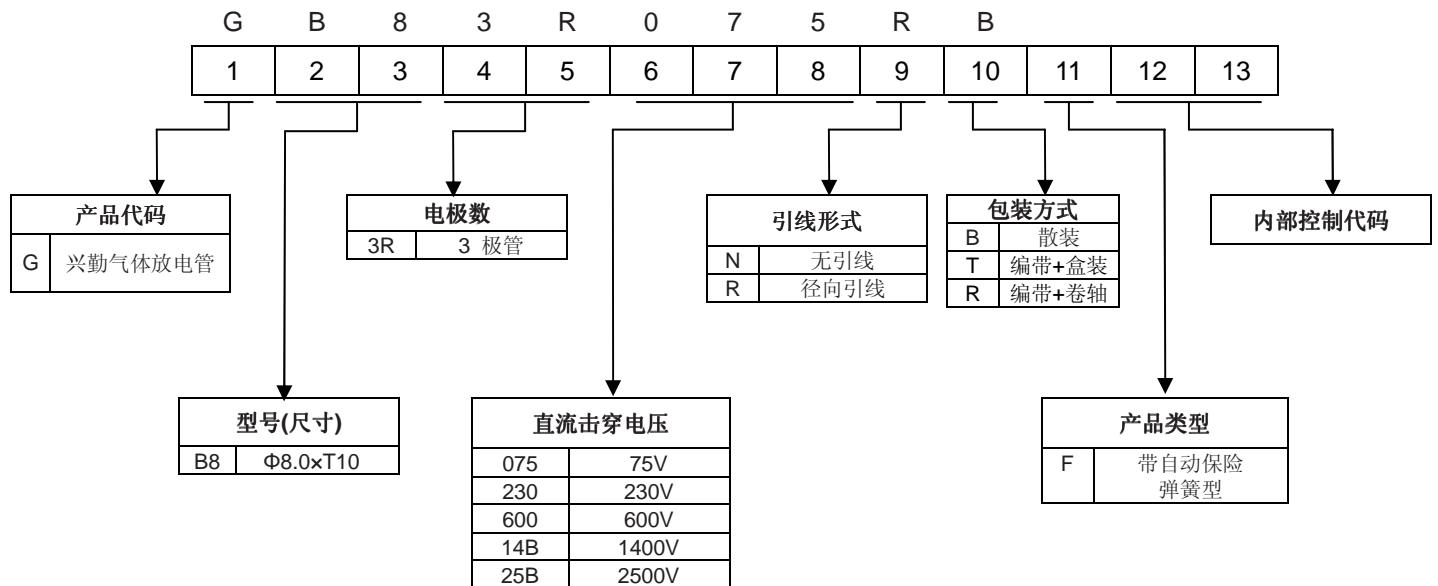 G B 8 3 R 0 7 5 R B
1 2 3 4 5 6 7 8 9 10 11 12 13
产品代码
G 兴勤气体放电管
电极数
3R 3 极管
引线形式
N 无引线
R 径向引线
包装方式
B 散装
T 编带+盒装
R 编带+卷轴
内部控制代码
型号(尺寸)
B8 Φ8.0×T10
直流击穿电压
075 75V
230 230V
600 600V
14B 1400V
25B 2500V
产品类型
F 带自动保险
弹簧型